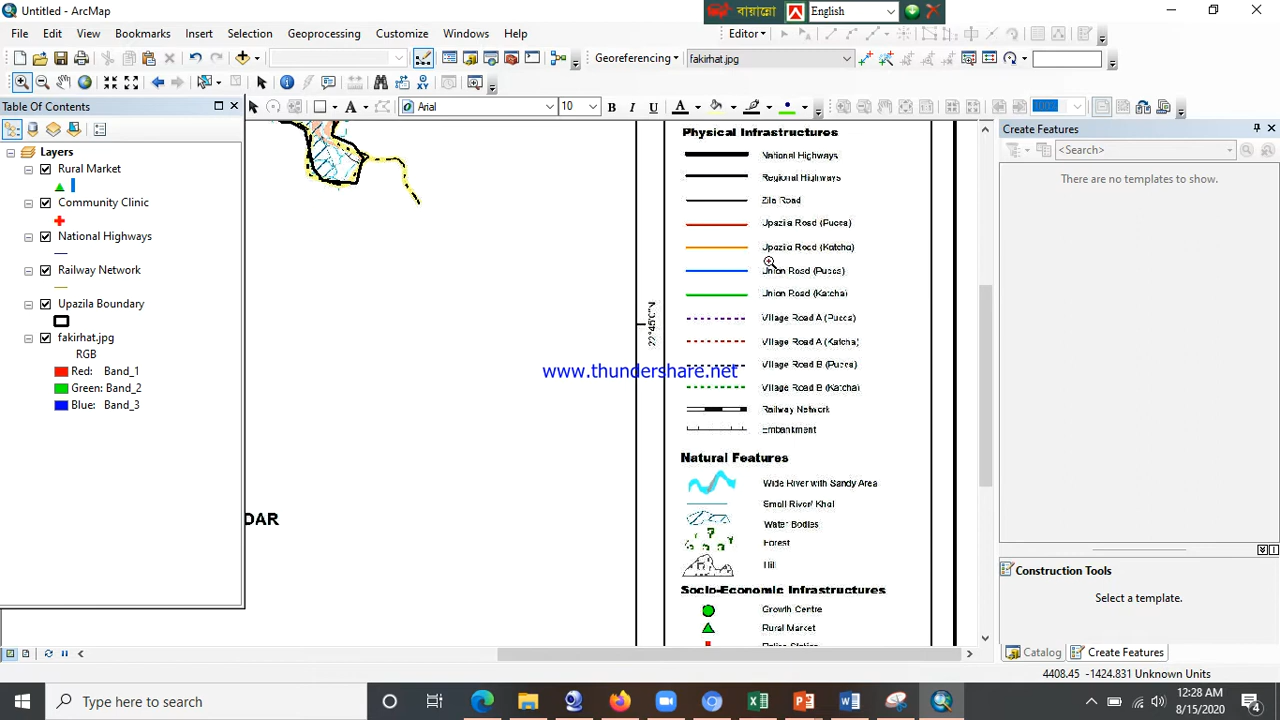 Untitled - ArcMap
বায়ান্নো
English
File Edit View Bookmarks Insert Selection Geoprocessing Customize Windows Help
Editor
Georeferencing
fakirhat.jpg
Table Of Contents
Arial
10
100%
Create Features
<Search>
There are no templates to show.
Layers
Rural Market
Community Clinic
National Highways
Railway Network
Upazila Boundary
fakirhat.jpg
RGB
Red: Band_1
Green: Band_2
Blue: Band_3
Physical Infrastructures
National Highways
Regional Highways
Zila Road
Upazila Road (Pucca)
Upazila Road (Katcha)
Union Road (Pucca)
Union Road (Katcha)
Village Road A (Pucca)
Village Road A (Katcha)
Village Road B (Pucca)
Village Road B (Katcha)
Railway Network
Embankment
22°45'0"N
www.thundershare.net
Natural Features
Wide River with Sandy Area
Small River/ Khal
Water Bodies
Forest
Hill
DAR
Socio-Economic Infrastructures
Growth Centre
Rural Market
Police Station
Construction Tools
Select a template.
Catalog
Create Features
4408.45 -1424.831 Unknown Units
Type here to search
12:28 AM
8/15/2020
4